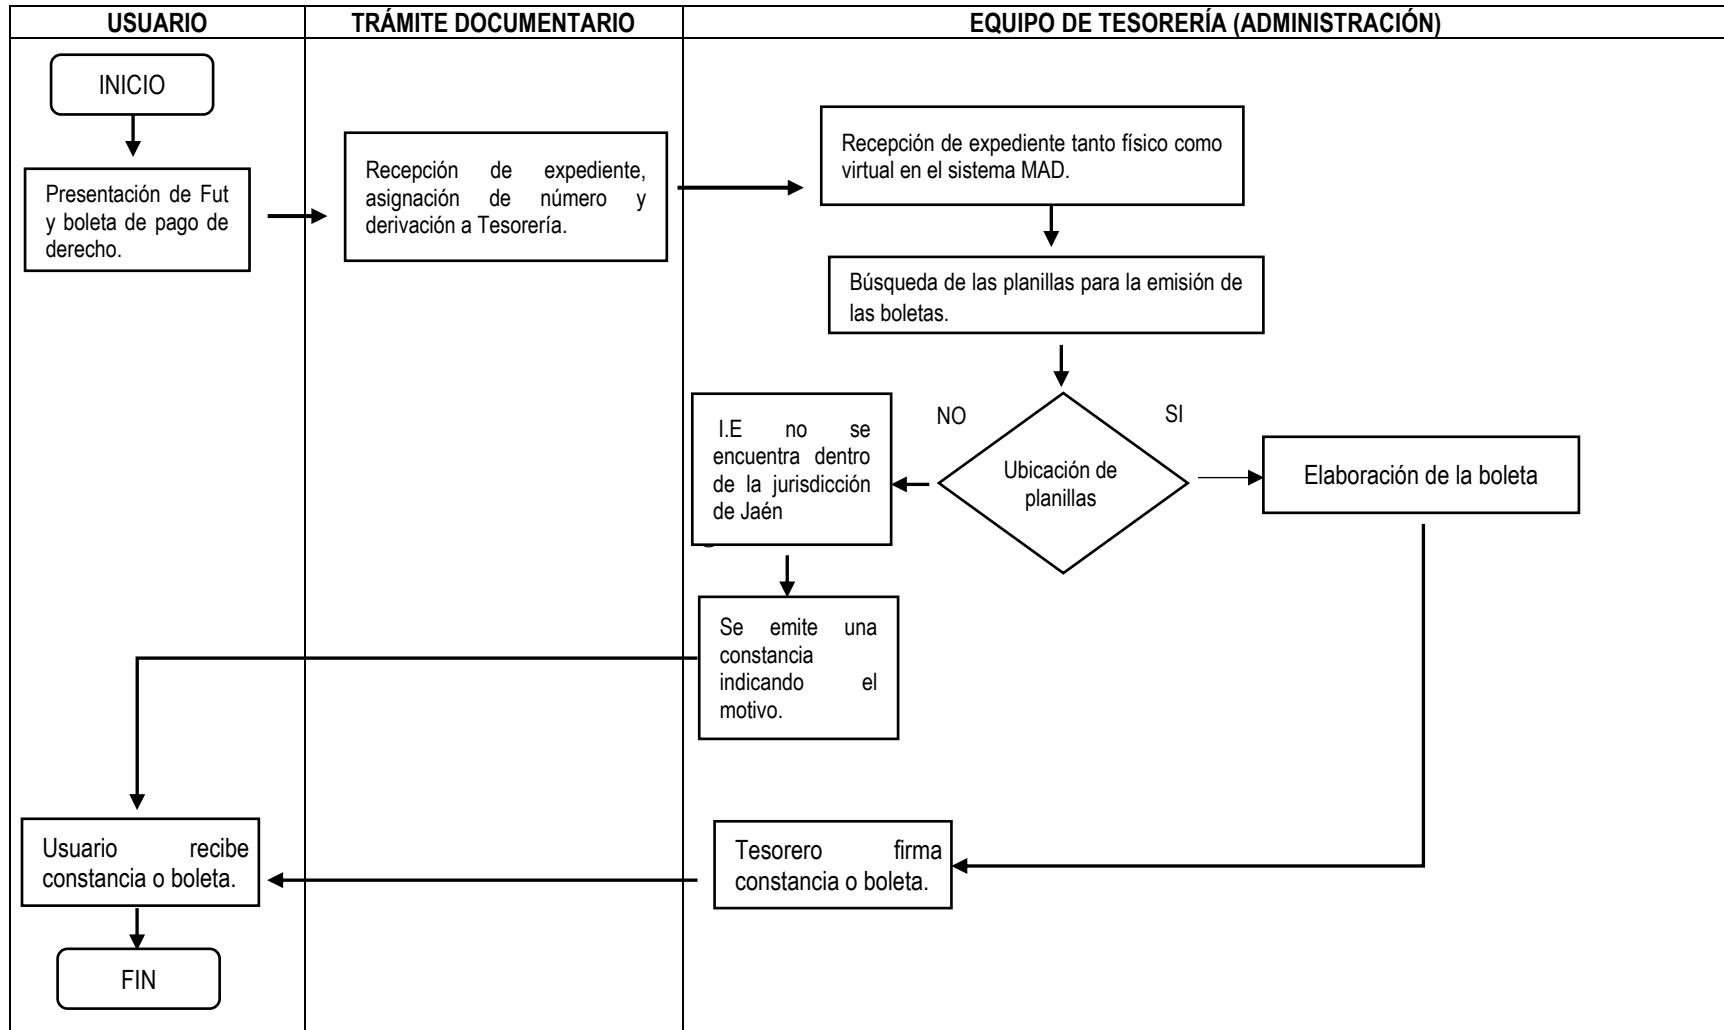 USUARIO
TRÁMITE DOCUMENTARIO
EQUIPO DE TESORERÍA (ADMINISTRACIÓN)
INICIO
Presentación de Fut
y boleta de pago de
derecho.
Recepción de expediente,
asignación de número y
derivación a Tesorería.
Recepción de expediente tanto físico como
virtual en el sistema MAD.
Búsqueda de las planillas para la emisión de
las boletas.
NO
SI
Ubicación de
planillas
I.E no se
encuentra dentro
de la jurisdicción
de Jaén
Elaboración de la boleta
Se emite una
constancia
indicando el
motivo.
Usuario recibe
constancia o boleta.
Tesorero firma
constancia o boleta.
FIN